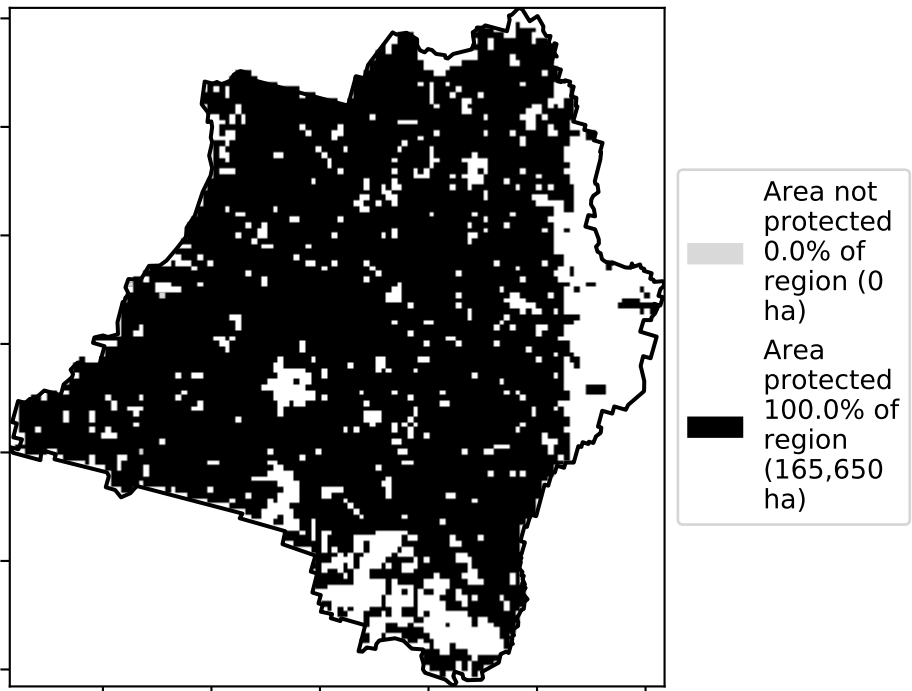 Area not
protected
0.0% of
region (0
ha)
Area
protected
100.0% of
region
(165,650
ha)